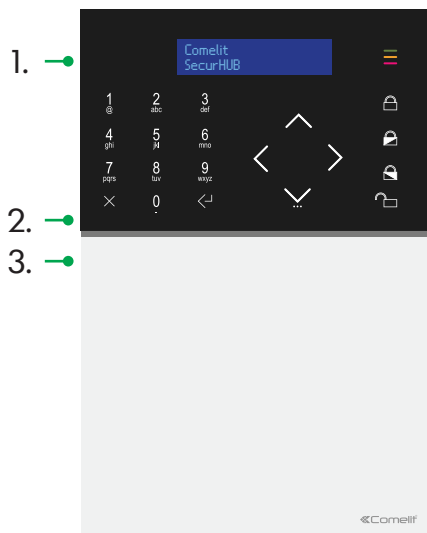 1.
Comelit
SecurHUB
1 2 3
@ abc def
4 5 6
ghi jkl mno
7 8 9
pqrs tuv wxyz
0
.
...
2.
3.
Comelit